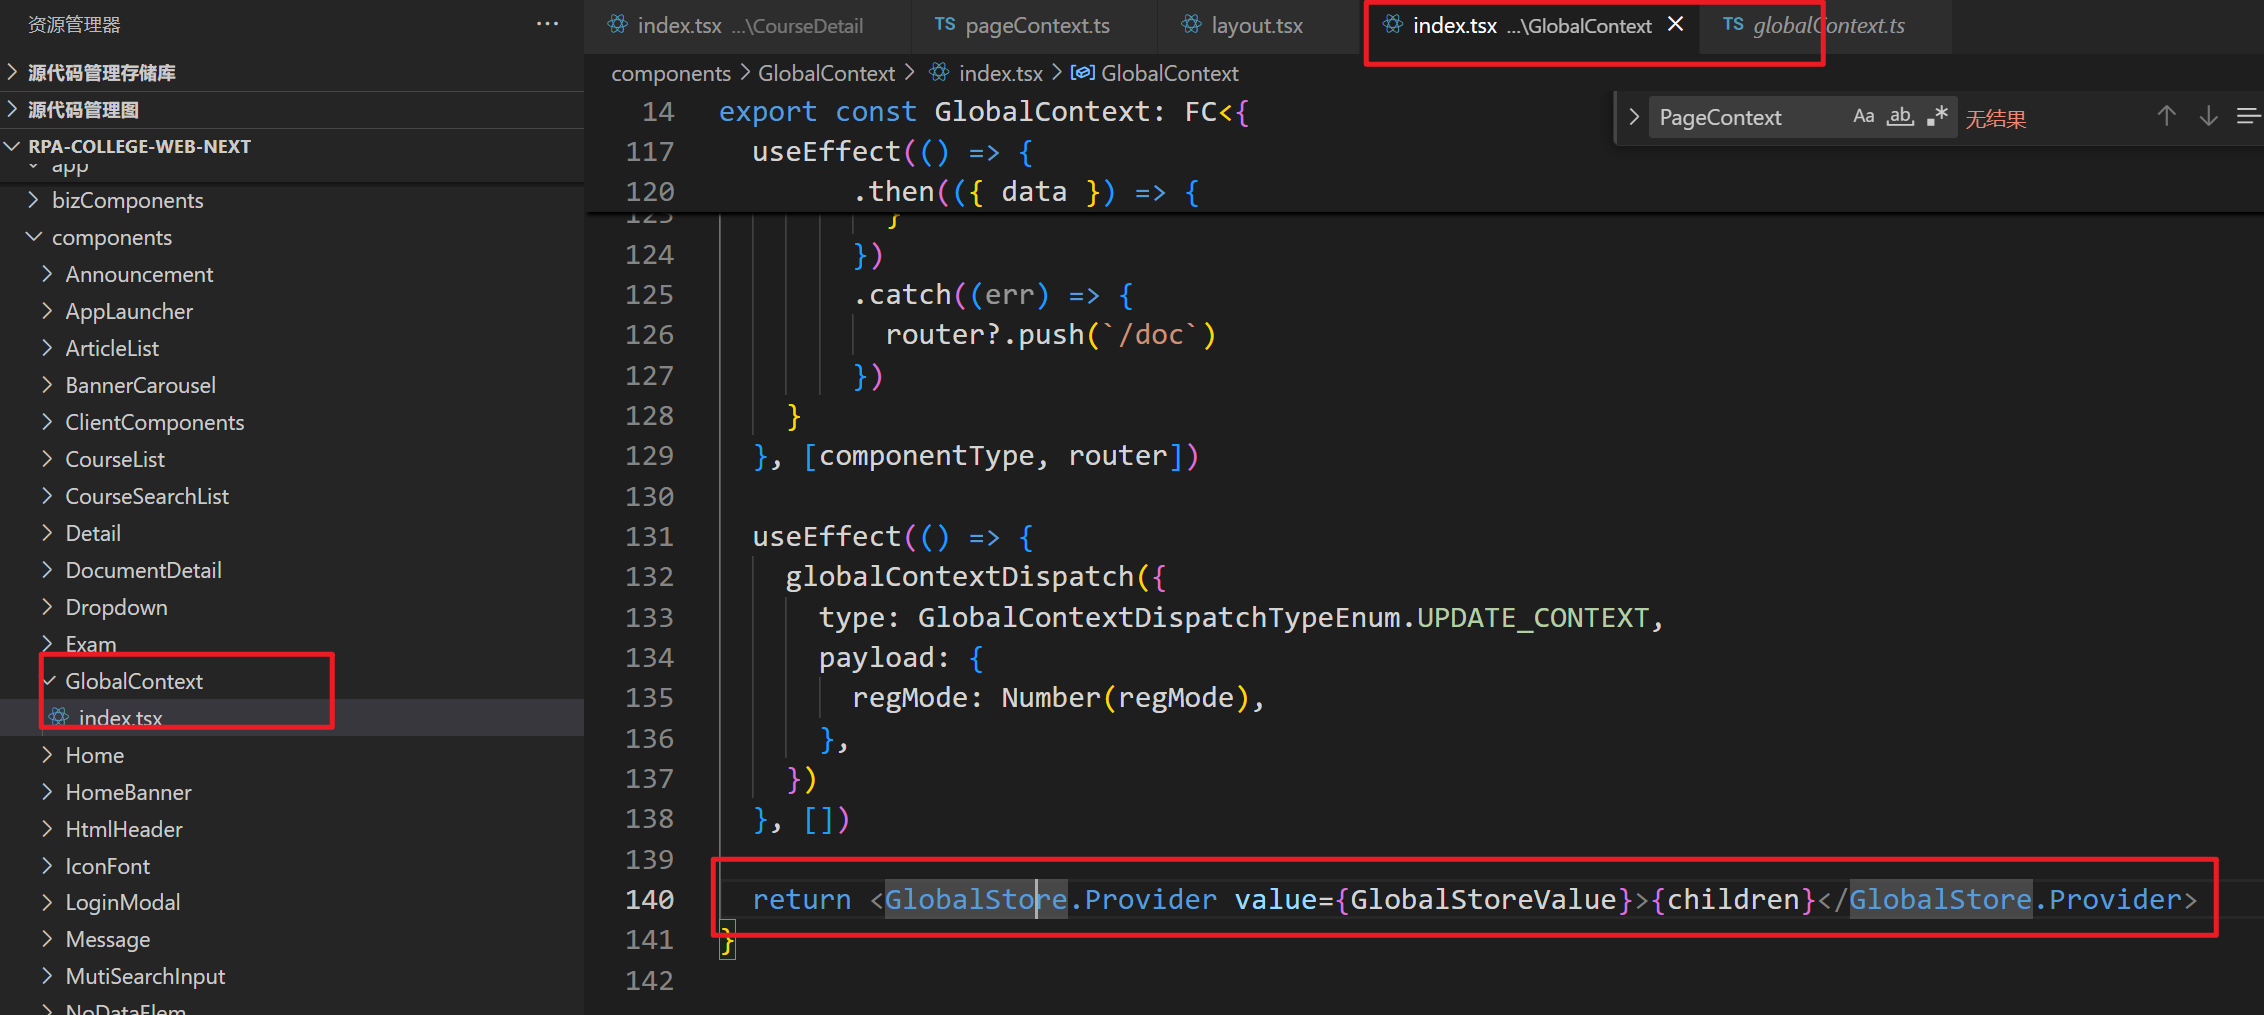 资源管理器
源代码管理存储库
源代码管理图
RPA-COLLEGE-WEB-NEXT
app
bizComponents
components
Announcement
AppLauncher
ArticleList
BannerCarousel
ClientComponents
CourseList
CourseSearchList
Detail
DocumentDetail
Dropdown
Exam
GlobalContext
index.tsx
Home
HomeBanner
HtmlHeader
IconFont
LoginModal
Message
MutiSearchInput
NoDataElem
index.tsx ...\CourseDetail
TS pageContext.ts
layout.tsx
index.tsx ...\GlobalContext
TS globalContext.ts
components > GlobalContext > index.tsx > GlobalContext
PageContext Aa ab .* 无结果
14 export const GlobalContext: FC<{
117 useEffect(() => {
120 .then(({ data }) => {
123 }
124 })
125 .catch((err) => {
126 router?.push(`/doc`)
127 })
128 }
129 }, [componentType, router])
130
131 useEffect(() => {
132 globalContextDispatch({
133 type: GlobalContextDispatchTypeEnum.UPDATE_CONTEXT,
134 payload: {
135 regMode: Number(regMode),
136 },
137 })
138 }, [])
139
140 return <GlobalStore.Provider value={GlobalStoreValue}>{children}</GlobalStore.Provider>
141 }
142